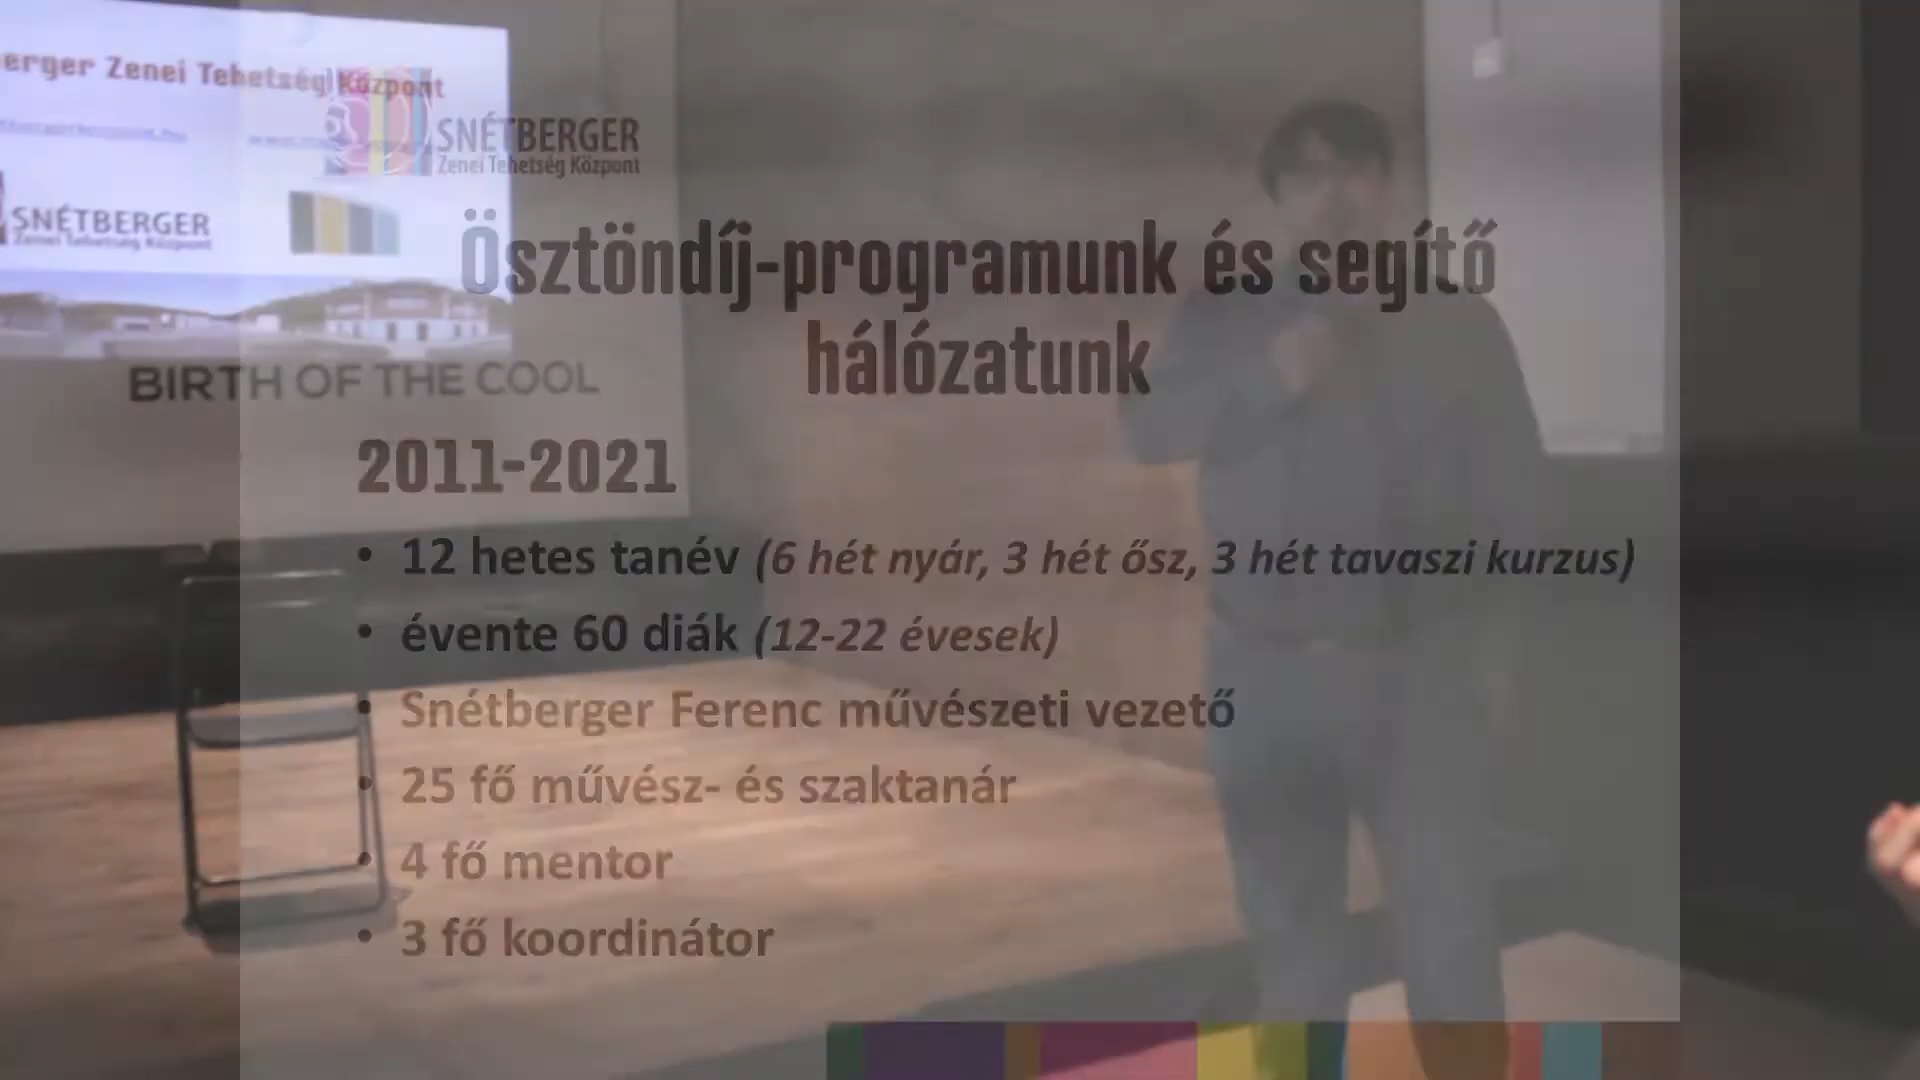 erger Zenei Tehetség Központ
SNÉTBERGER
Zenei Tehetség Központ
SNÉTBERGER
Zenei Tehetség Központ
BIRTH OF THE COOL
Ösztöndíj-programunk és segítő
hálózatunk
2011-2021
• 12 hetes tanév (6 hét nyár, 3 hét ősz, 3 hét tavaszi kurzus)
• évente 60 diák (12-22 évesek)
• Snétberger Ferenc művészeti vezető
• 25 fő művész- és szaktanár
• 4 fő mentor
• 3 fő koordinátor